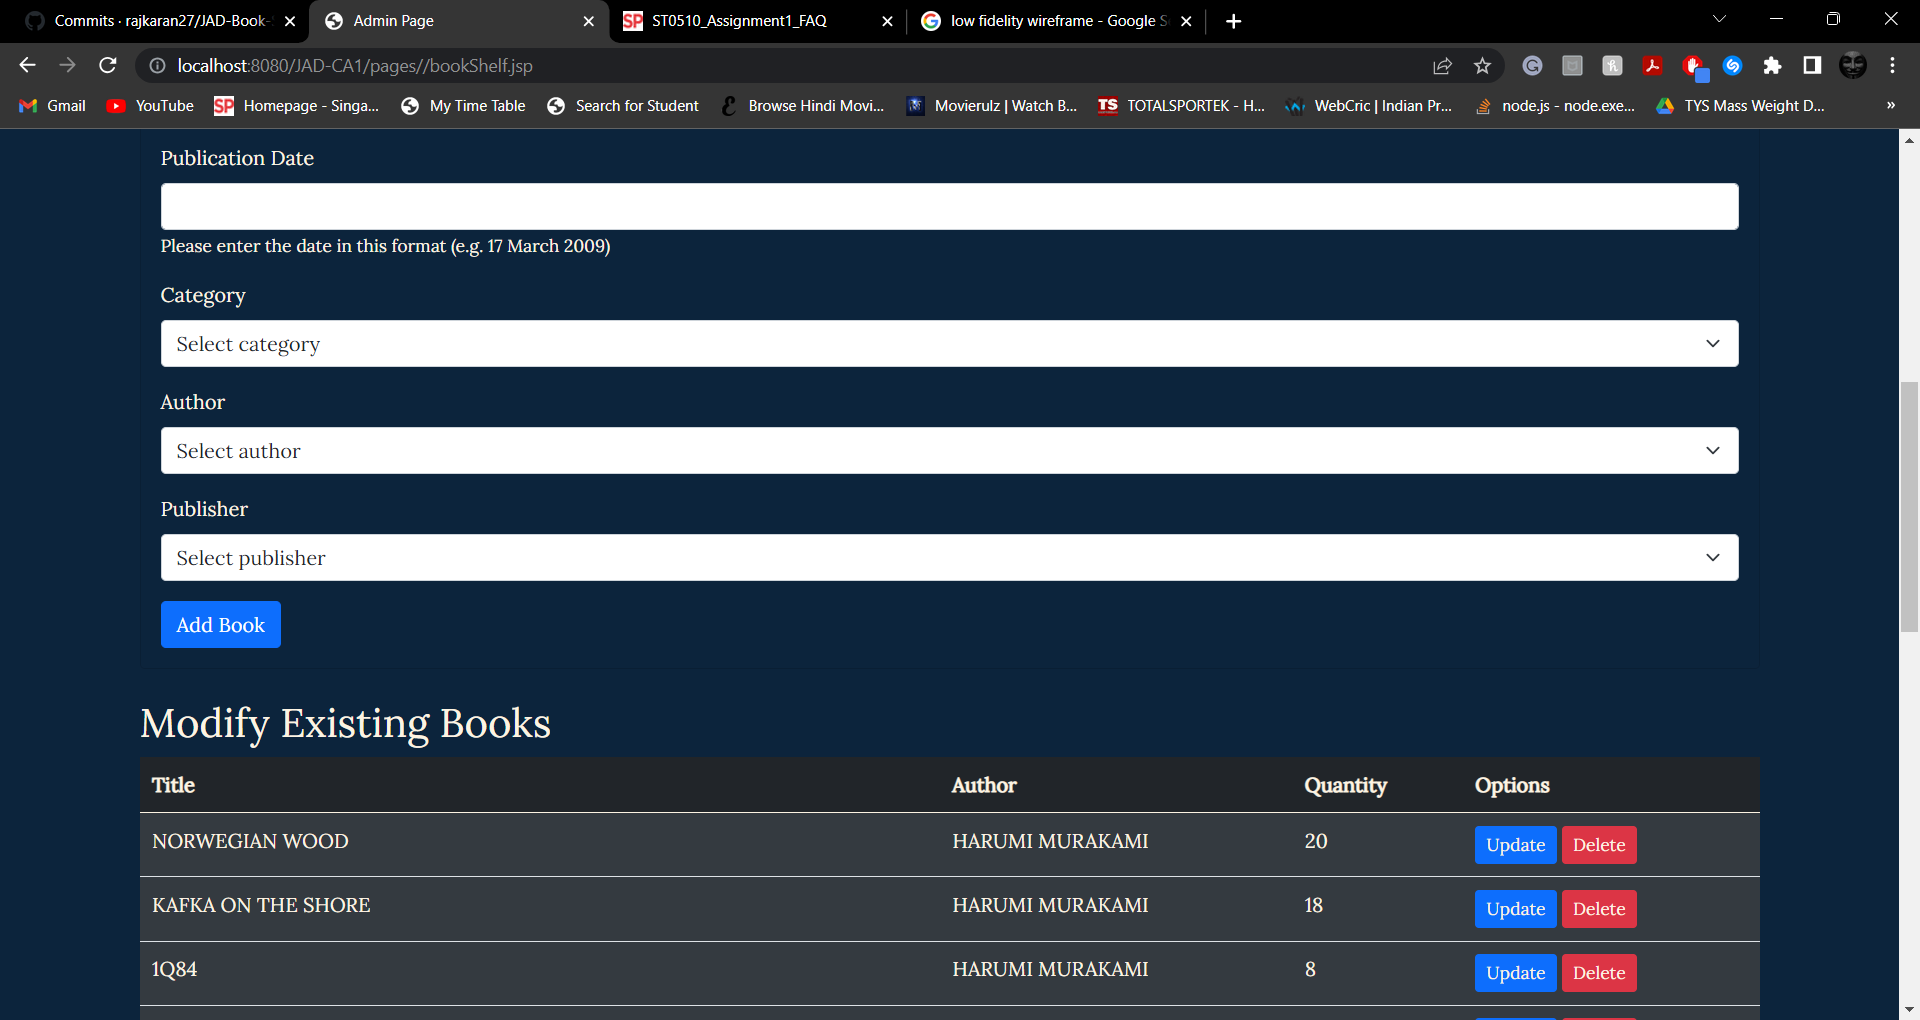 Commits · rajkaran27/JAD-Book-
Admin Page
ST0510_Assignment1_FAQ
low fidelity wireframe - Google S
localhost:8080/JAD-CA1/pages//bookShelf.jsp
Gmail
YouTube
SP Homepage - Singa...
My Time Table
Search for Student
Browse Hindi Movi...
Movierulz | Watch B...
TS TOTALSPORTEK - H...
WebCric | Indian Pr...
node.js - node.exe...
TYS Mass Weight D...
»
Publication Date
Please enter the date in this format (e.g. 17 March 2009)
Category
Select category
Author
Select author
Publisher
Select publisher
Add Book
Modify Existing Books
Title Author Quantity Options
NORWEGIAN WOOD HARUMI MURAKAMI 20 Update Delete
KAFKA ON THE SHORE HARUMI MURAKAMI 18 Update Delete
1Q84 HARUMI MURAKAMI 8 Update Delete